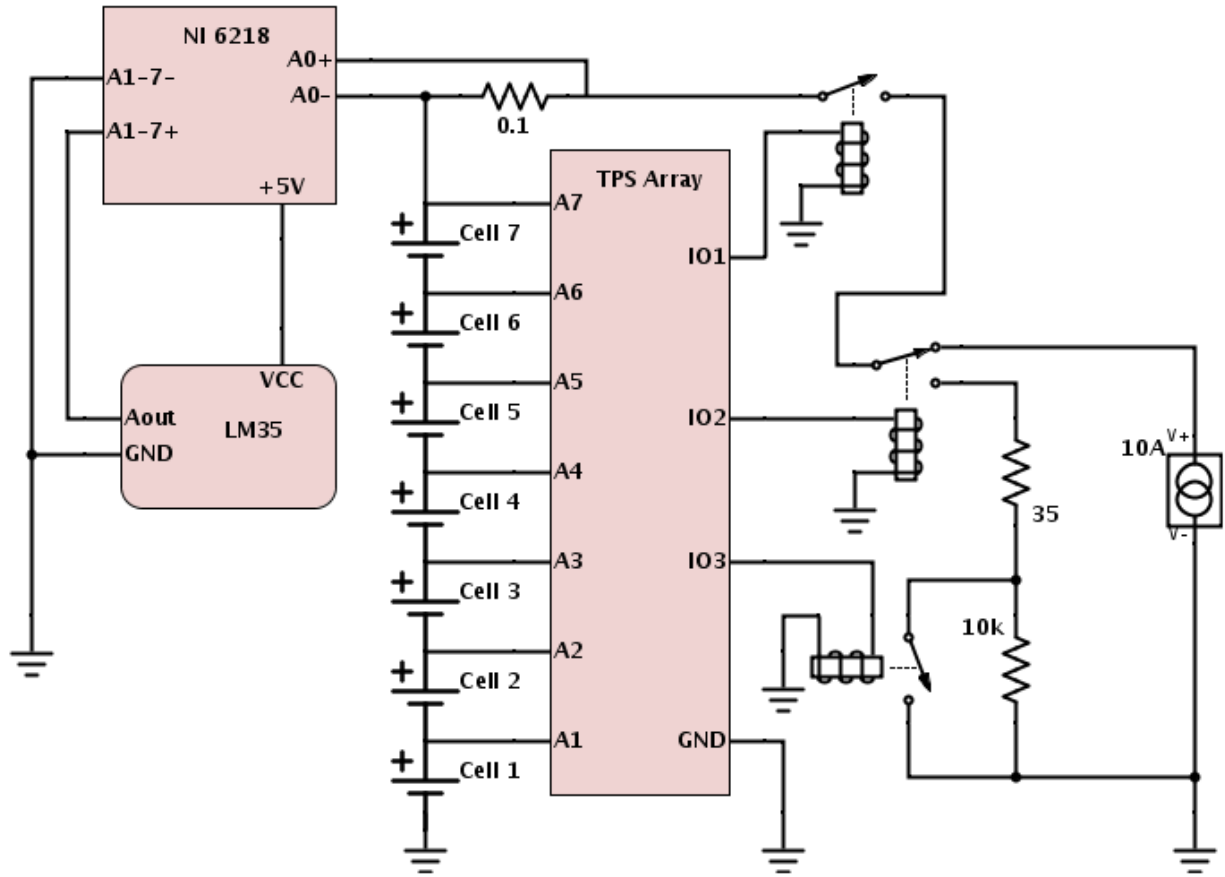 NI 6218
A0+
A1-7-
A0-
A1-7+
0.1
+5V
TPS Array
A7
+
Cell 7
IO1
A6
+
Cell 6
VCC
A5
Aout
LM35
+
Cell 5
IO2
V+
10A
GND
A4
+
Cell 4
35
V-
A3
IO3
+
Cell 3
10k
A2
+
Cell 2
A1
GND
+
Cell 1